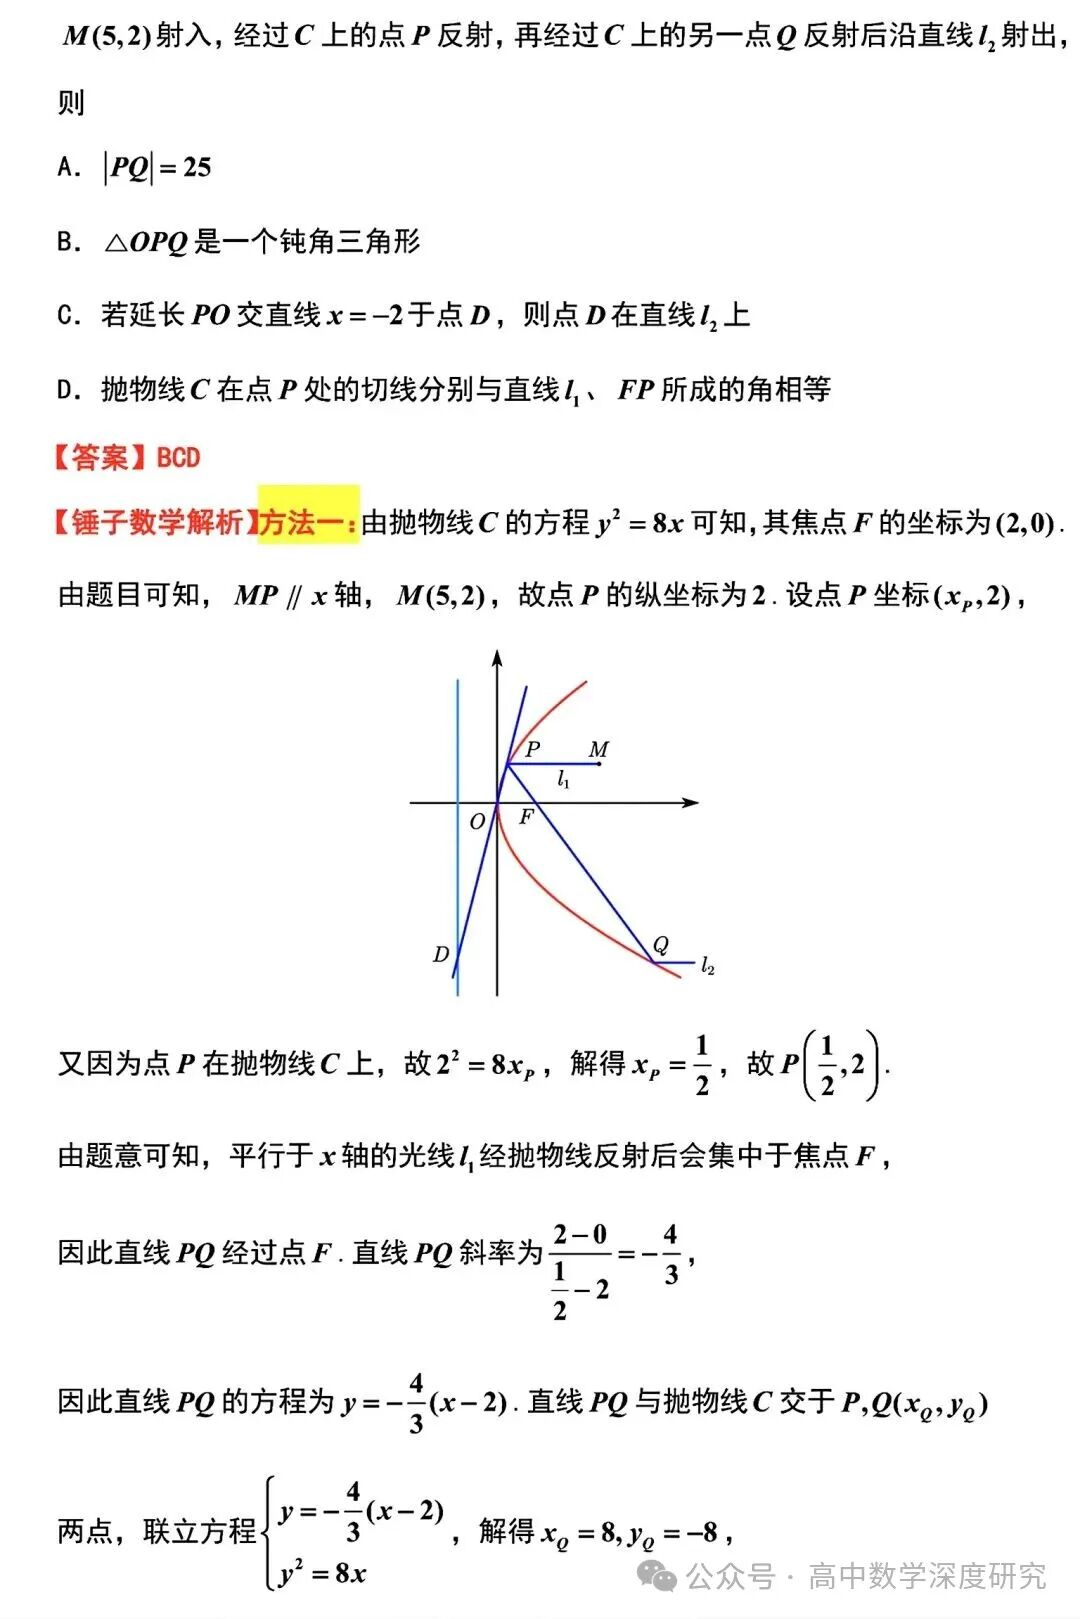 M(5,2)射入,经过C上的点P反射,再经过C上的另一点Q反射后沿直线l₂射出,
则
A. |PQ|=25
B. △OPQ是一个钝角三角形
C. 若延长PO交直线x=-2于点D,则点D在直线l₂上
D. 抛物线C在点P处的切线分别与直线l₁、FP所成的角相等
【答案】BCD
【锤子数学解析】方法一:由抛物线C的方程y²=8x可知,其焦点F的坐标为(2,0).
由题目可知, MP∥x轴, M(5,2),故点P的纵坐标为2.设点P坐标(x_P,2),
P M
l₁
O F
D
Q
l₂
又因为点P在抛物线C上,故2²=8x_P,解得x_P=1/2,故P(1/2,2).
由题意可知,平行于x轴的光线l₁经抛物线反射后会集中于焦点F,
因此直线PQ经过点F.直线PQ斜率为(2-0)/(1/2-2)=-4/3,
因此直线PQ的方程为y=-4/3(x-2).直线PQ与抛物线C交于P,Q(x_Q,y_Q)
两点,联立方程{y=-4/3(x-2) y²=8x,解得x_Q=8,y_Q=-8,
公众号·高中数学深度研究